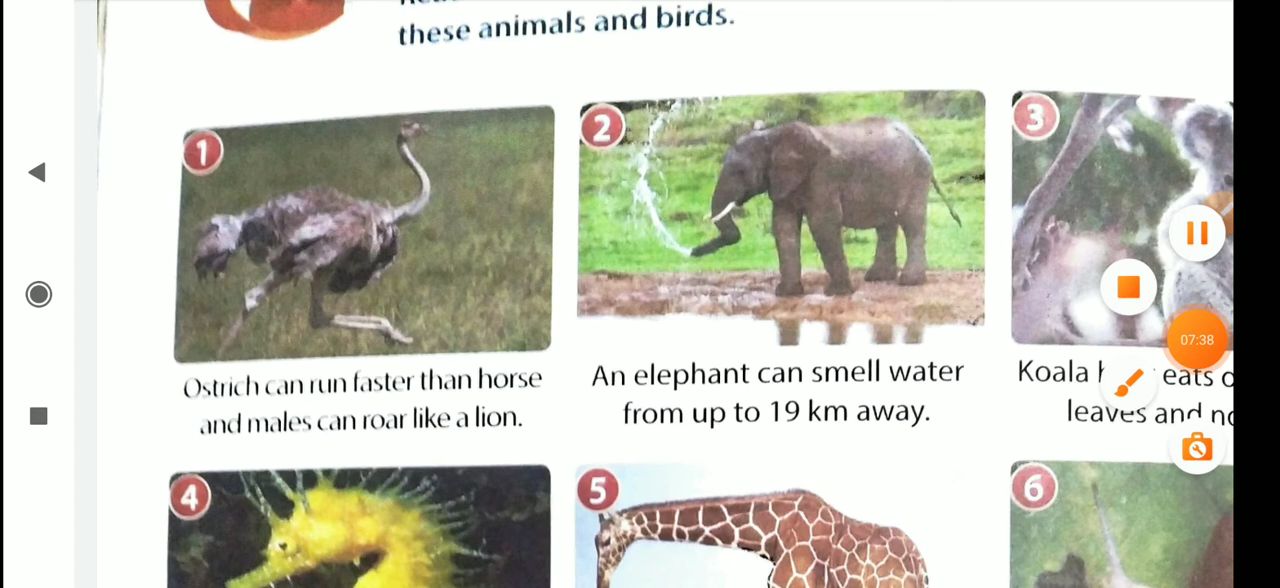 these animals and birds.
1
2
3
Ostrich can run faster than horse
and males can roar like a lion.
An elephant can smell water
from up to 19 km away.
Koala
eats
leaves and
07:38
4
5
6